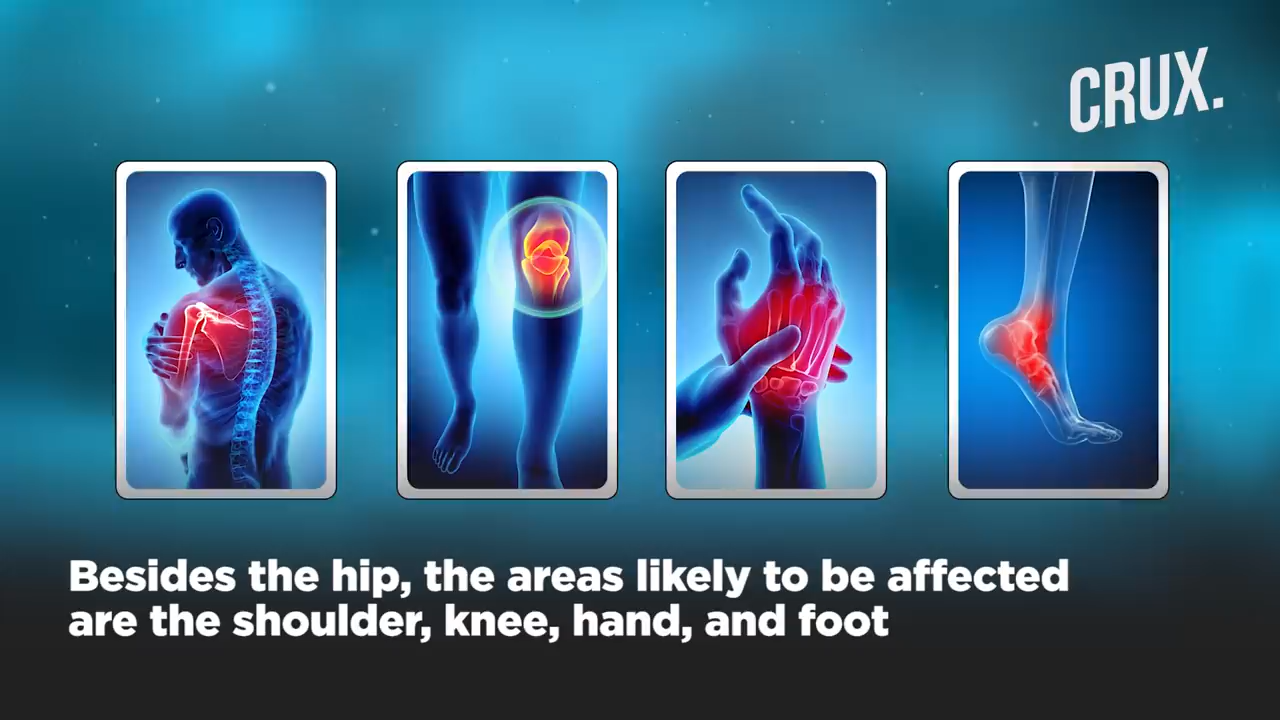 CRUX.
Besides the hip, the areas likely to be affected
are the shoulder, knee, hand, and foot